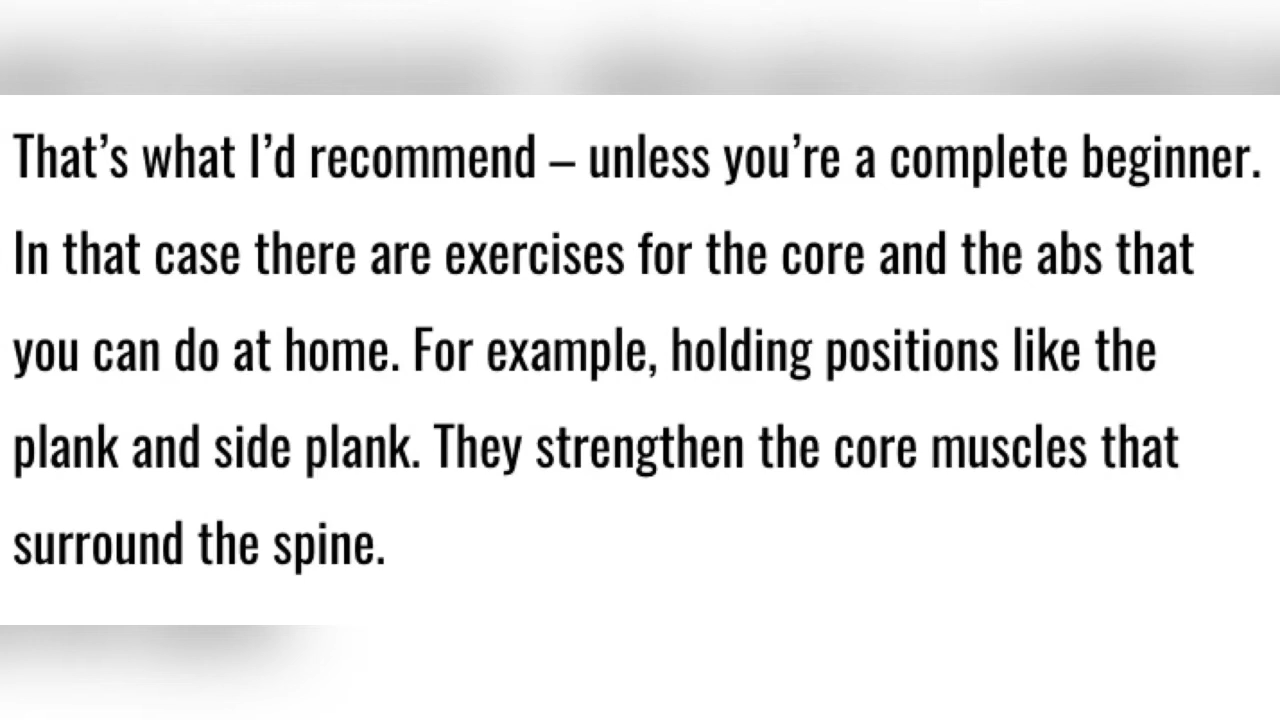 That’s what I’d recommend – unless you’re a complete beginner.
In that case there are exercises for the core and the abs that
you can do at home. For example, holding positions like the
plank and side plank. They strengthen the core muscles that
surround the spine.